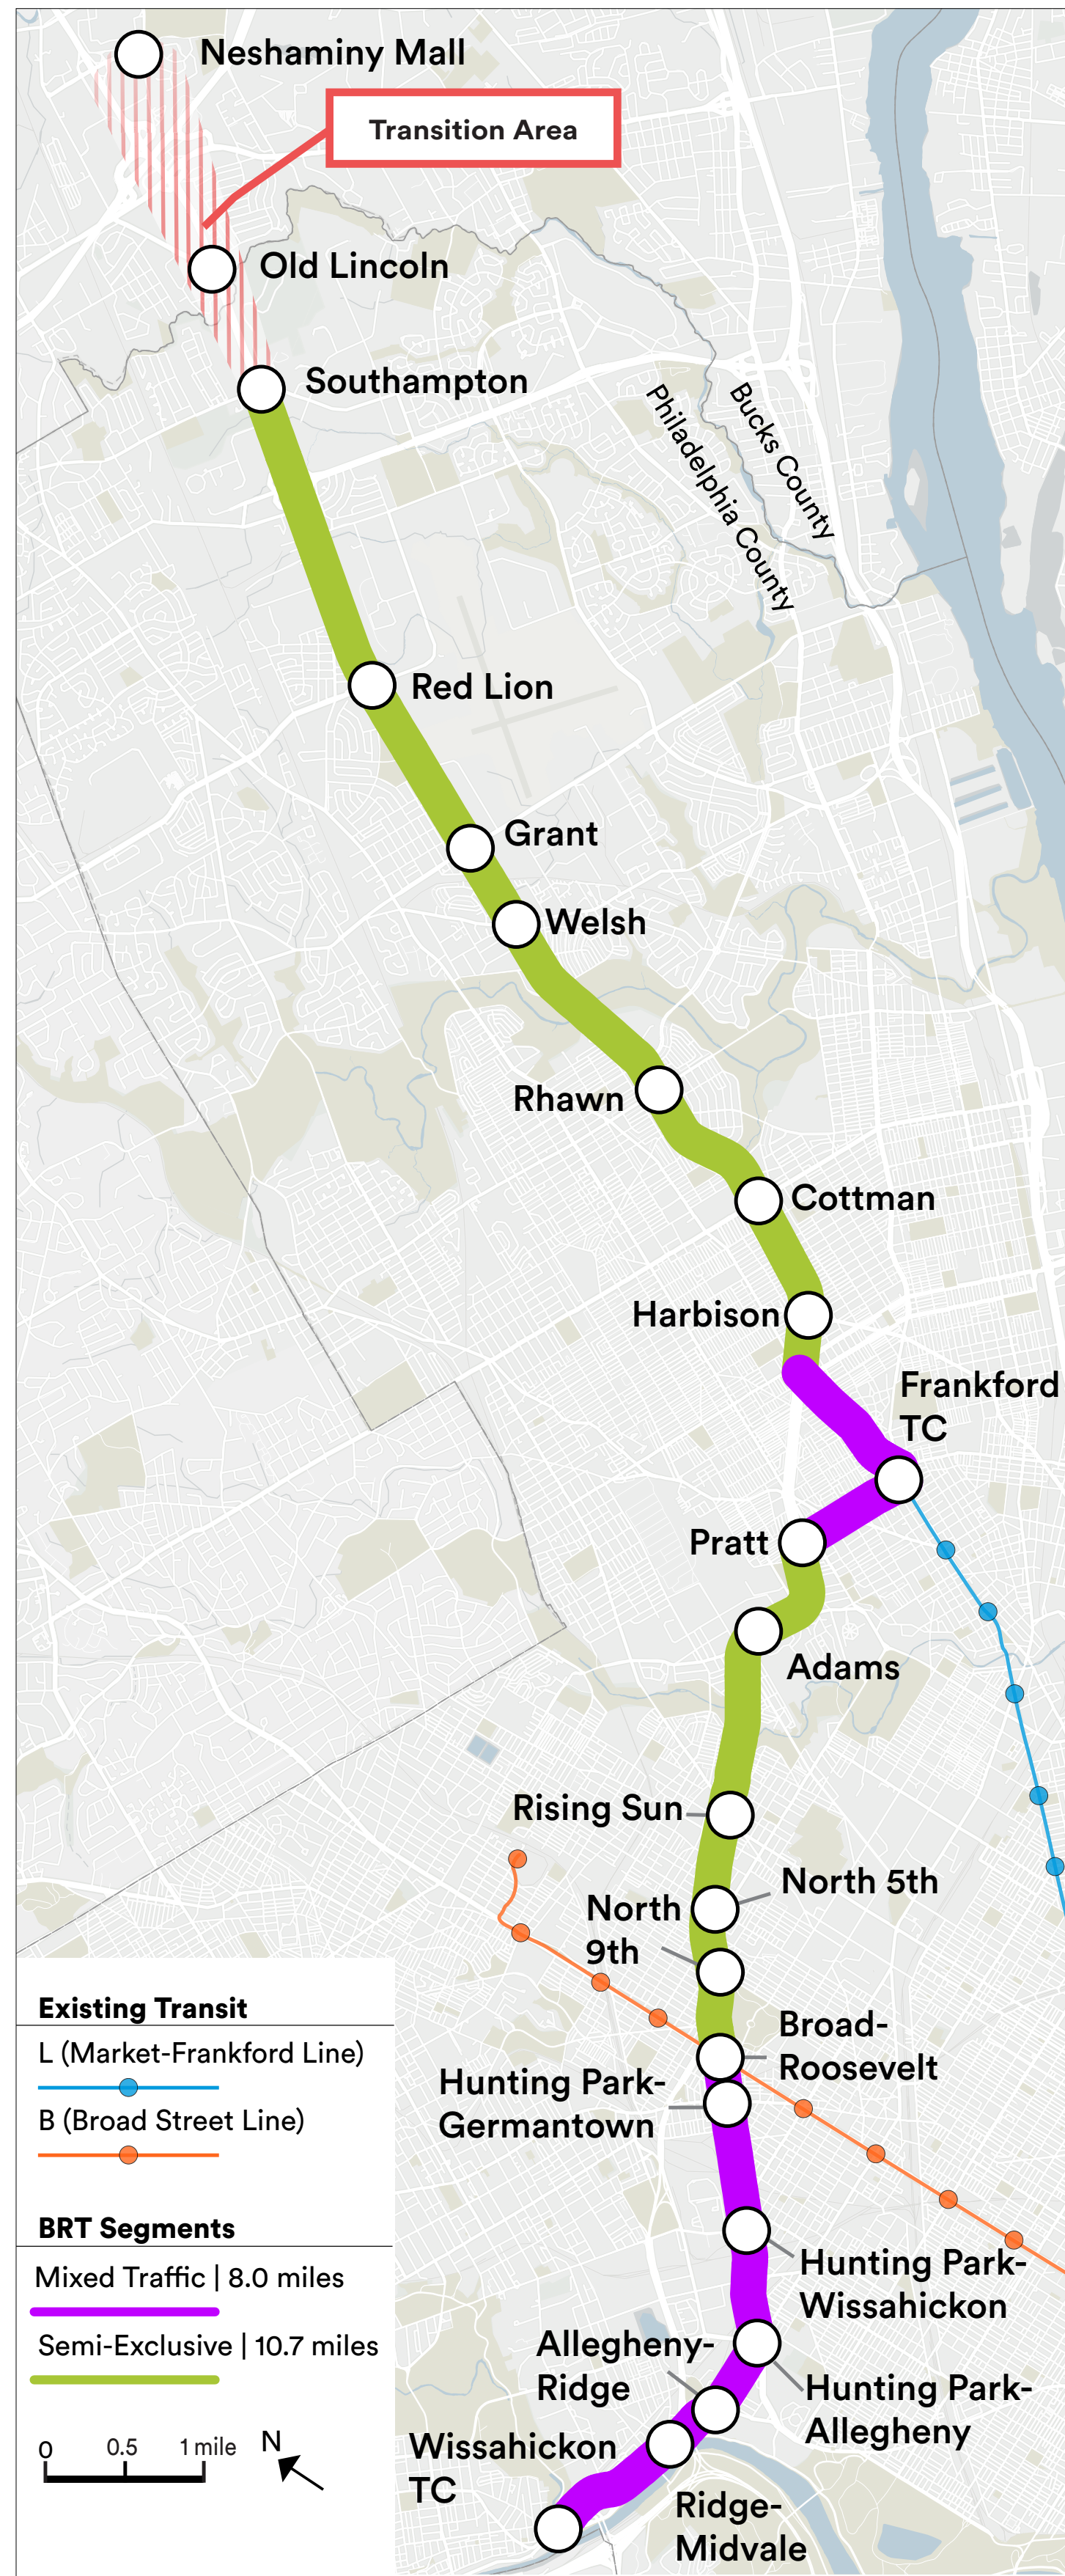 Neshaminy Mall
Transition Area
Old Lincoln
Southampton
Philadelphia County
Bucks County
Red Lion
Grant
Welsh
Rhawn
Cottman
Harbison
Frankford
TC
Pratt
Adams
Rising Sun
North 5th
North
9th
Broad-
Roosevelt
Hunting Park-
Germantown
Hunting Park-
Wissahickon
Allegheny-
Ridge
Hunting Park-
Allegheny
Wissahickon
TC
Ridge-
Midvale
Existing Transit
L (Market-Frankford Line)
B (Broad Street Line)
BRT Segments
Mixed Traffic | 8.0 miles
Semi-Exclusive | 10.7 miles
0 0.5 1 mile N